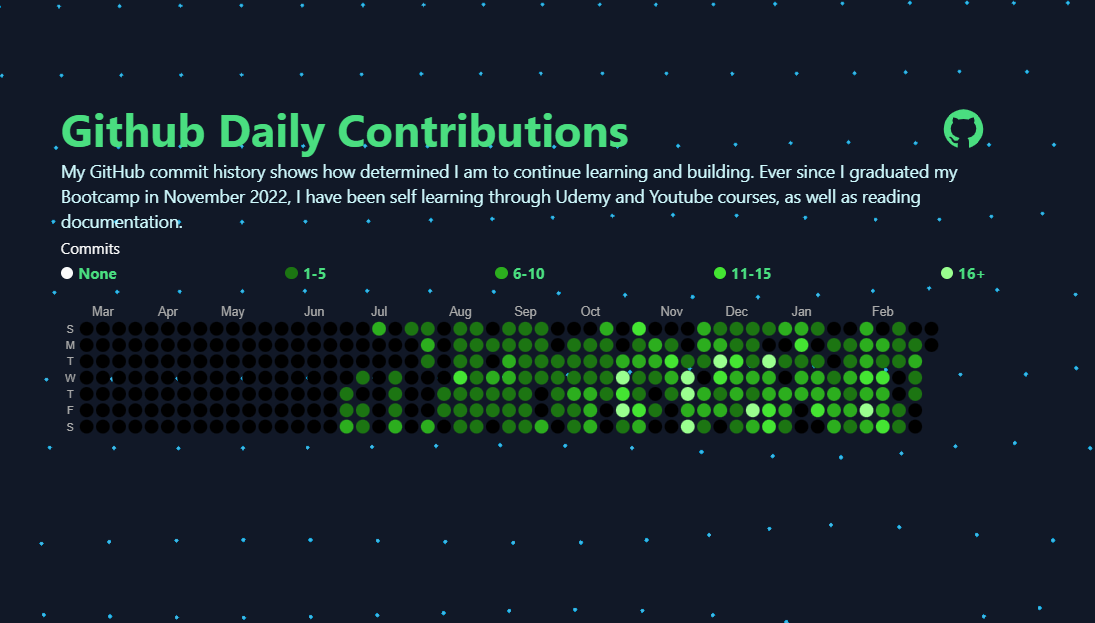 Github Daily Contributions
My GitHub commit history shows how determined I am to continue learning and building. Ever since I graduated my
Bootcamp in November 2022, I have been self learning through Udemy and Youtube courses, as well as reading
documentation.
Commits
None 1-5 6-10 11-15 16+
Mar Apr May Jun Jul Aug Sep Oct Nov Dec Jan Feb
S
M
T
W
T
F
S